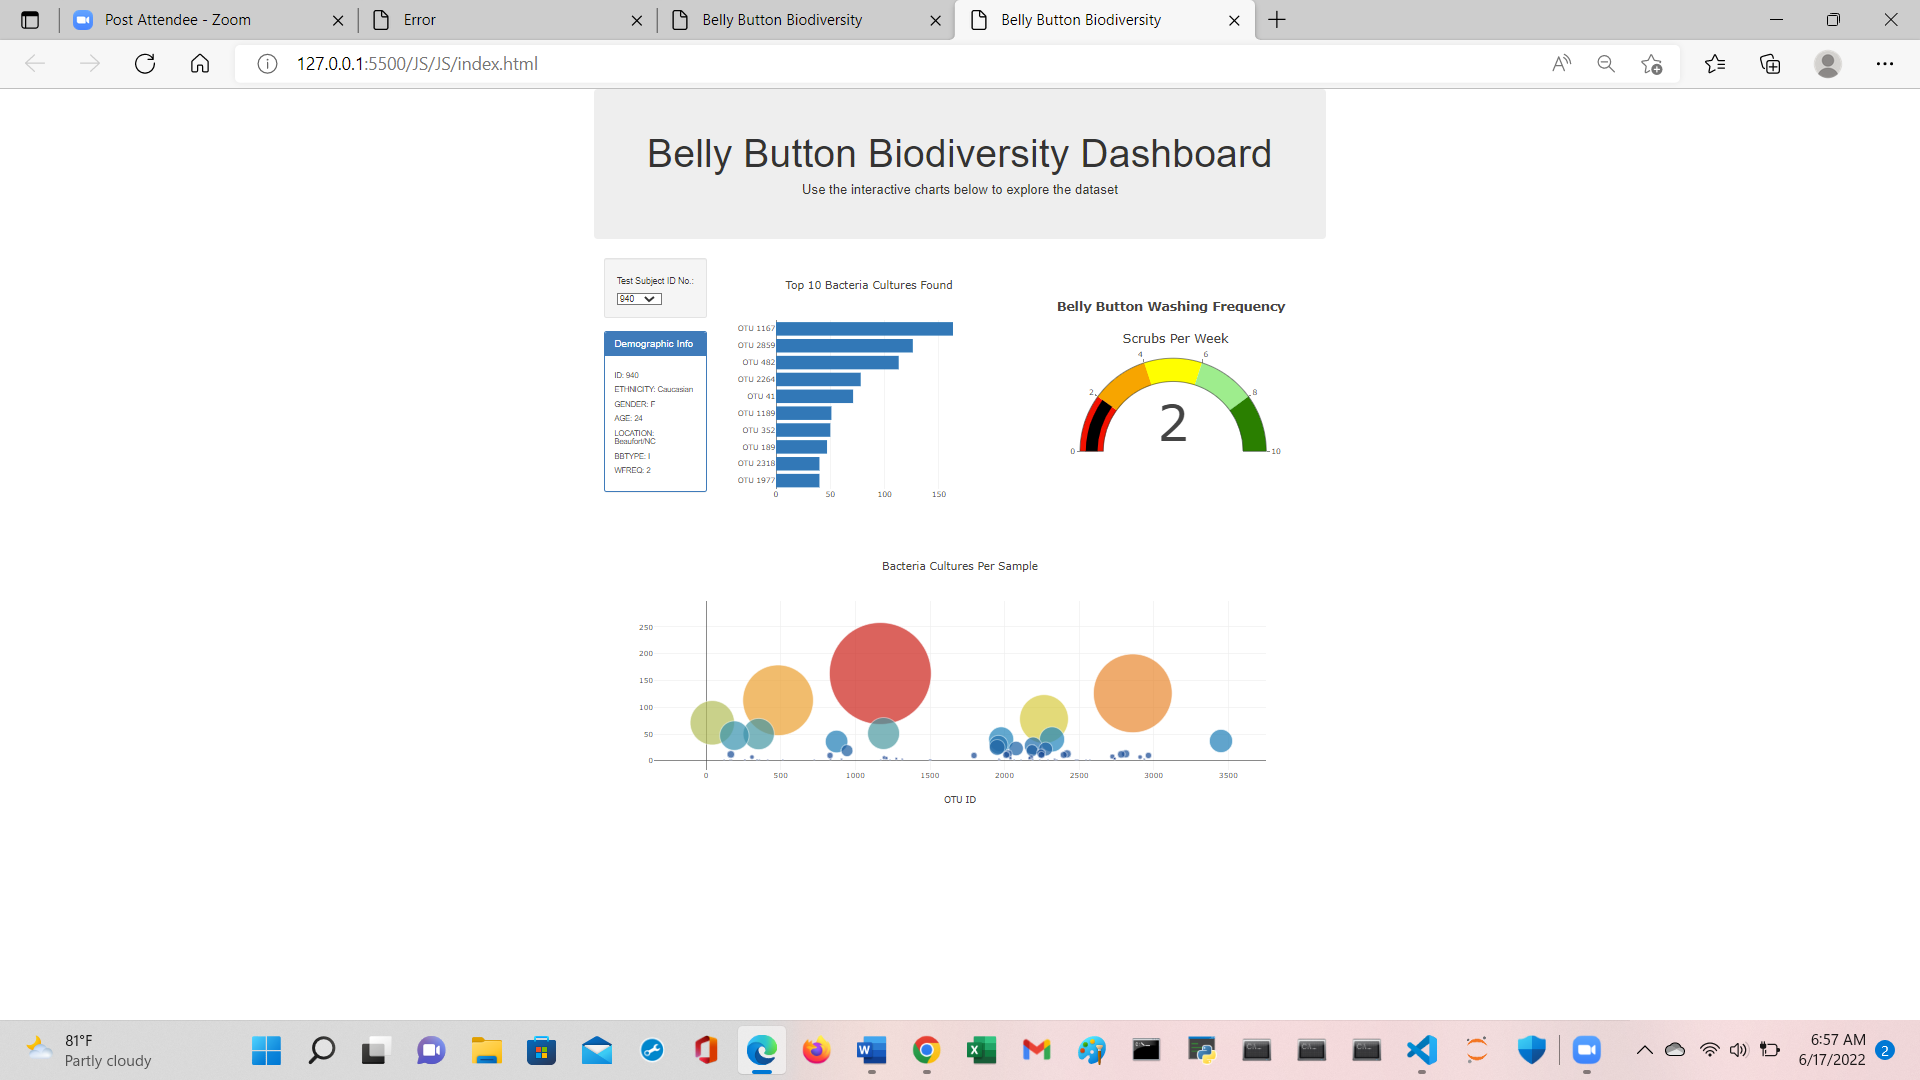 Post Attendee - Zoom
Error
Belly Button Biodiversity
Belly Button Biodiversity
127.0.0.1:5500/JS/JS/index.html
Belly Button Biodiversity Dashboard
Use the interactive charts below to explore the dataset
Test Subject ID No.:
940
Demographic Info
ID: 940
ETHNICITY: Caucasian
GENDER: F
AGE: 24
LOCATION:
Beaufort/NC
BBTYPE: I
WFREQ: 2
Top 10 Bacteria Cultures Found
OTU 1167
OTU 2859
OTU 482
OTU 2264
OTU 41
OTU 1189
OTU 352
OTU 189
OTU 2318
OTU 1977
0 50 100 150
Belly Button Washing Frequency
Scrubs Per Week
0 2 4 6 8 10
2
Bacteria Cultures Per Sample
250
200
150
100
50
0
0 500 1000 1500 2000 2500 3000 3500
OTU ID
81°F
Partly cloudy
6:57 AM
6/17/2022
2